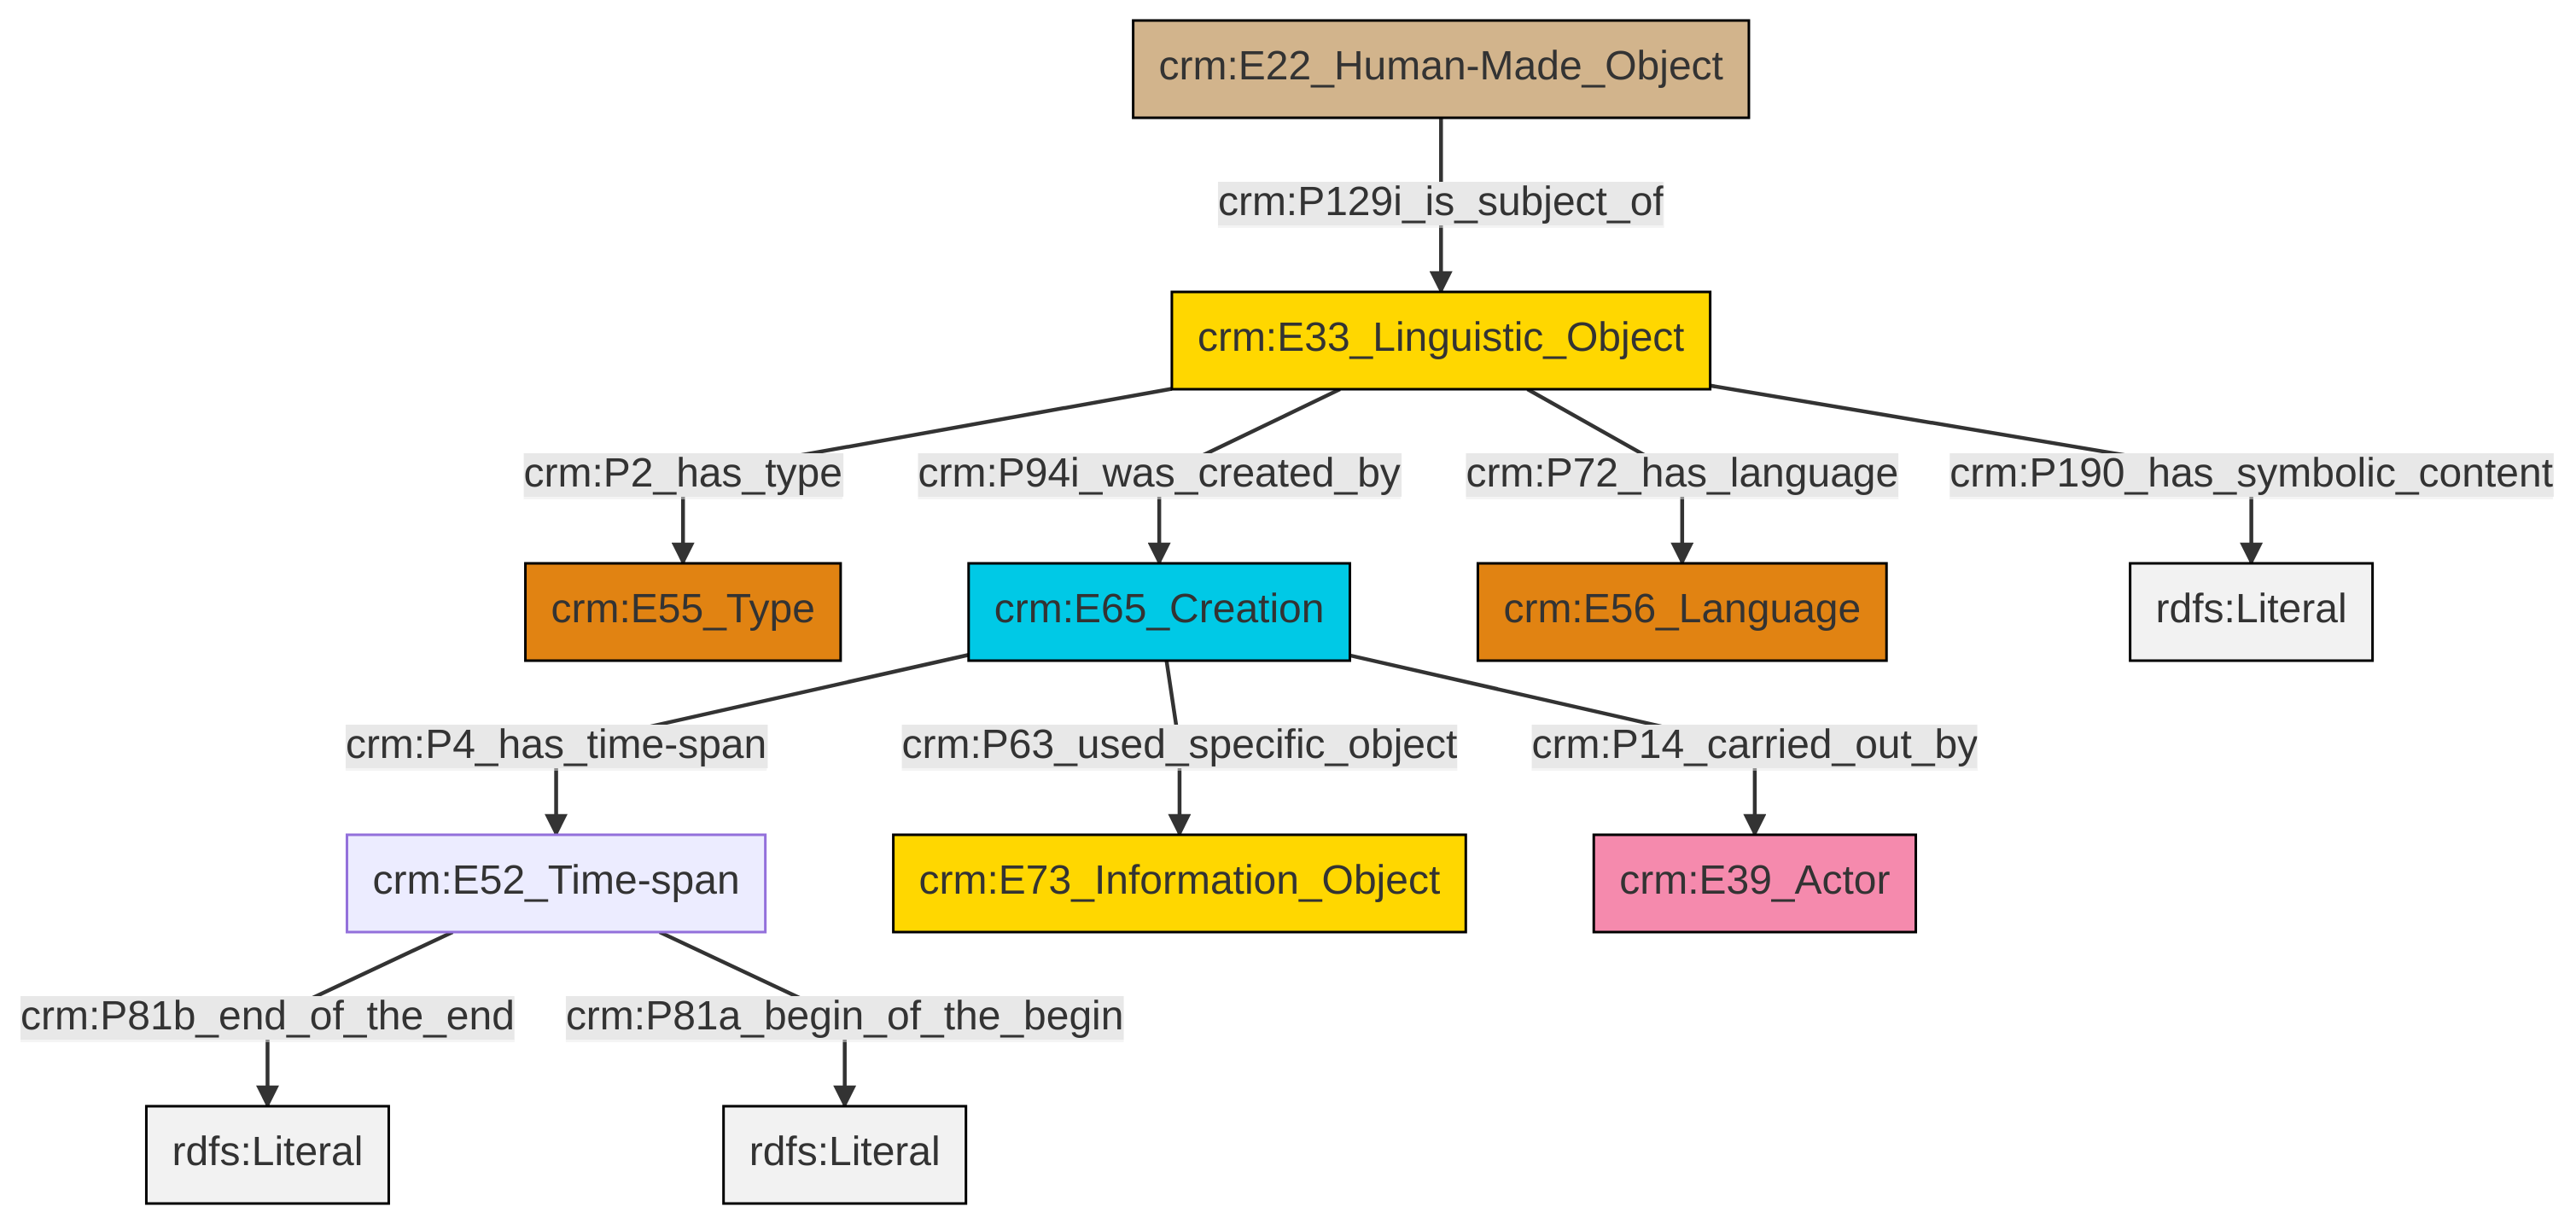 crm:E22_Human-Made_Object
crm:P129i_is_subject_of
crm:E33_Linguistic_Object
crm:P2_has_type
crm:P94i_was_created_by
crm:P72_has_language
crm:P190_has_symbolic_content
crm:E55_Type
crm:E65_Creation
crm:E56_Language
rdfs:Literal
crm:P4_has_time-span
crm:P63_used_specific_object
crm:P14_carried_out_by
crm:E52_Time-span
crm:E73_Information_Object
crm:E39_Actor
crm:P81b_end_of_the_end
crm:P81a_begin_of_the_begin
rdfs:Literal
rdfs:Literal